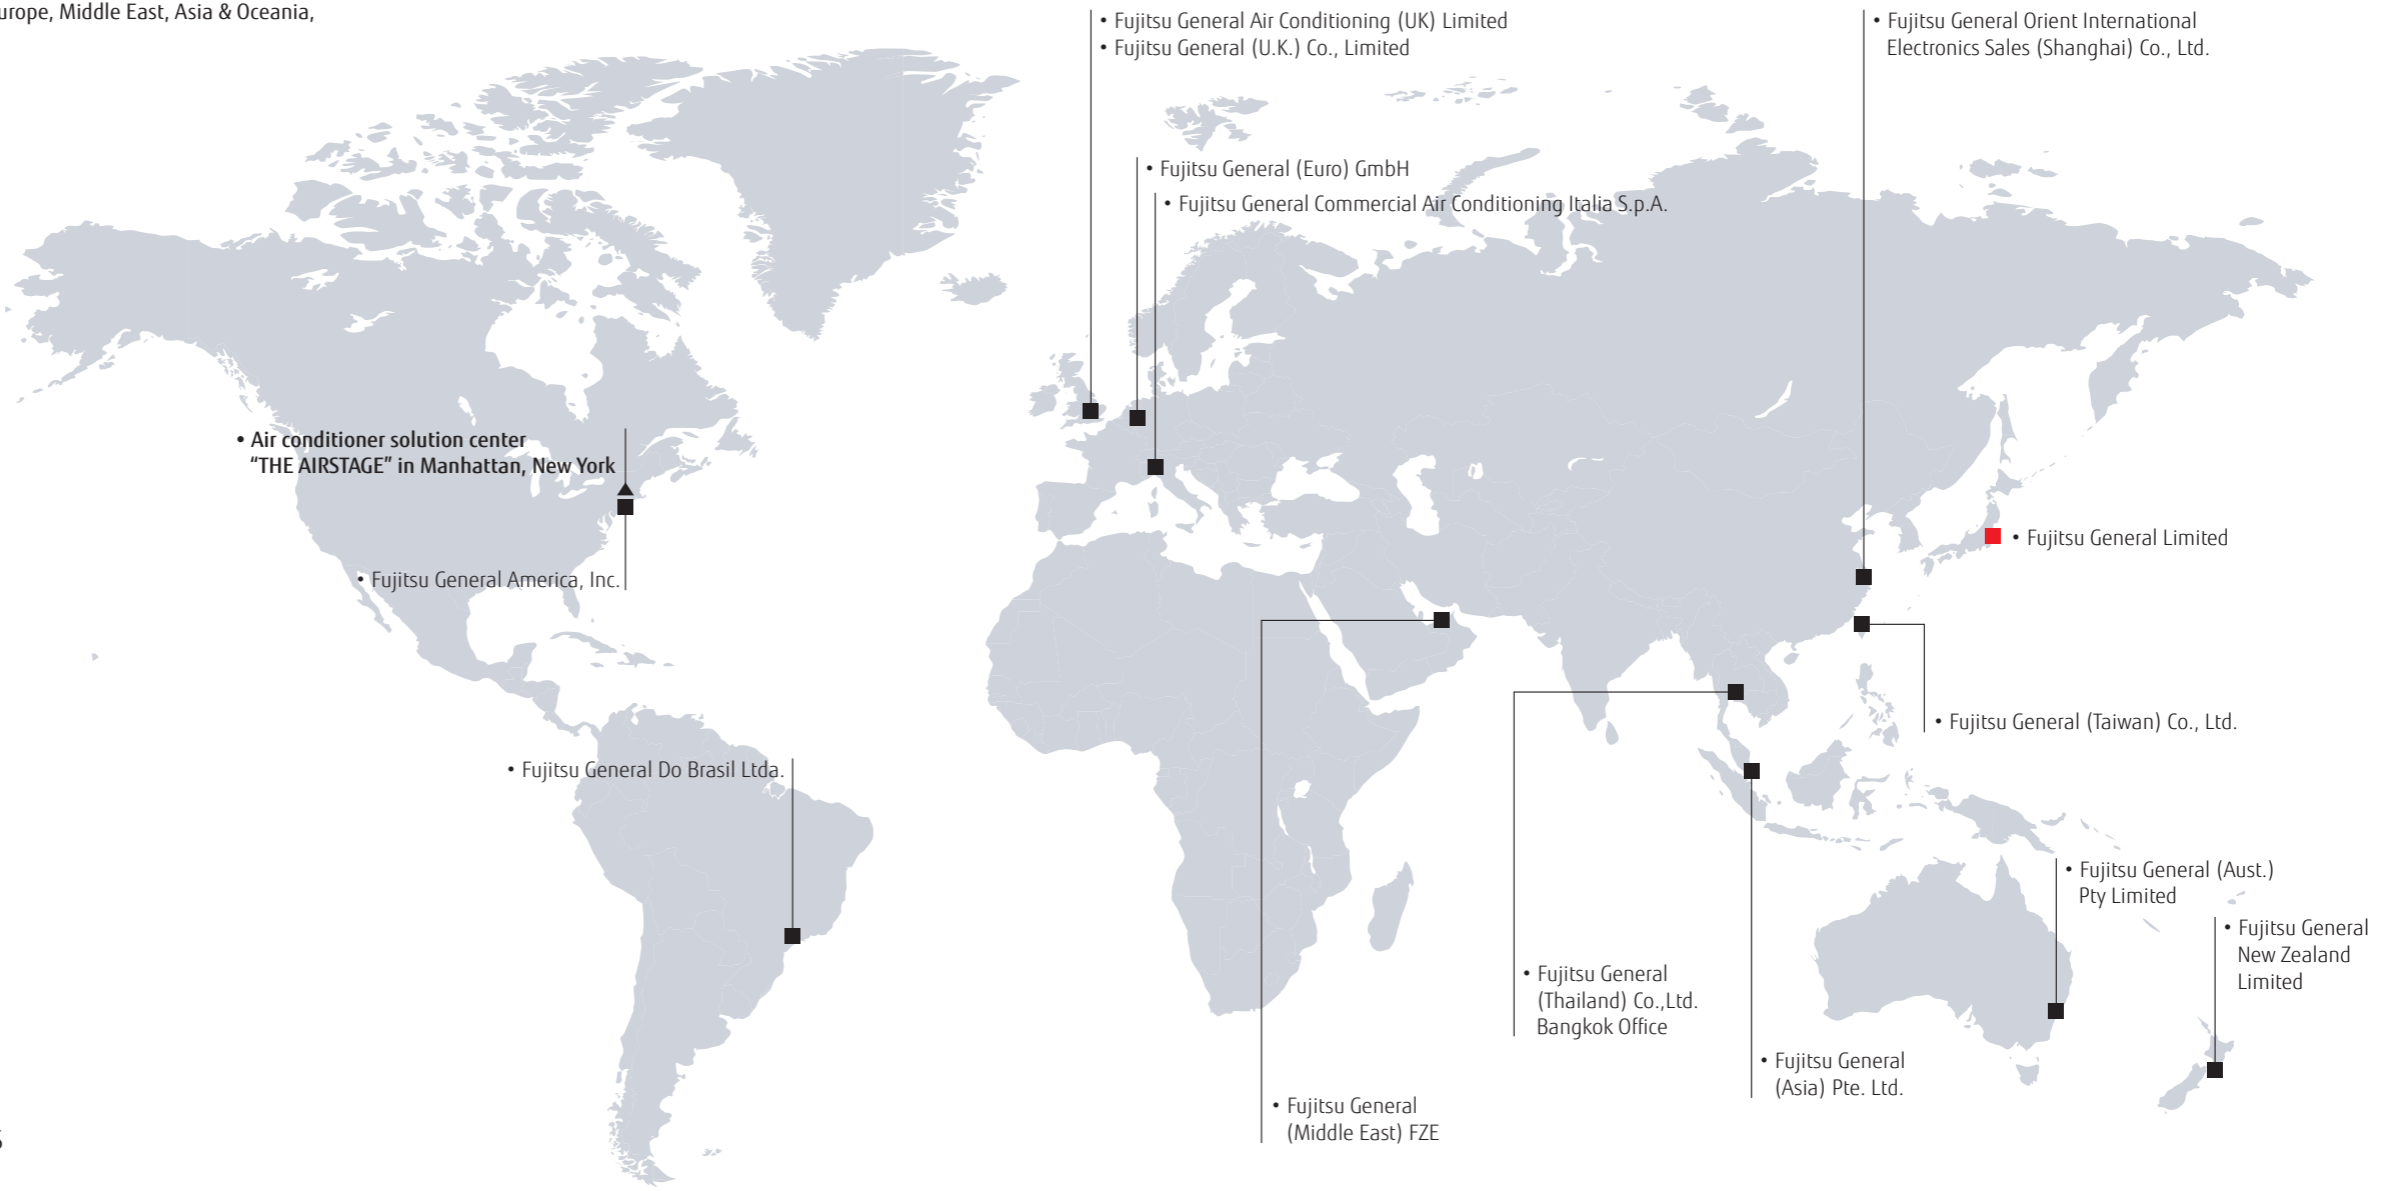 urope, Middle East, Asia & Oceania,
• Fujitsu General Air Conditioning (UK) Limited
• Fujitsu General (U.K.) Co., Limited
• Fujitsu General Orient International
Electronics Sales (Shanghai) Co., Ltd.
• Fujitsu General (Euro) GmbH
• Fujitsu General Commercial Air Conditioning Italia S.p.A.
• Air conditioner solution center
“THE AIRSTAGE” in Manhattan, New York
• Fujitsu General Limited
• Fujitsu General America, Inc.
• Fujitsu General (Taiwan) Co., Ltd.
• Fujitsu General Do Brasil Ltda.
• Fujitsu General (Aust.)
Pty Limited
• Fujitsu General
New Zealand
Limited
• Fujitsu General
(Thailand) Co.,Ltd.
Bangkok Office
• Fujitsu General
(Asia) Pte. Ltd.
• Fujitsu General
(Middle East) FZE